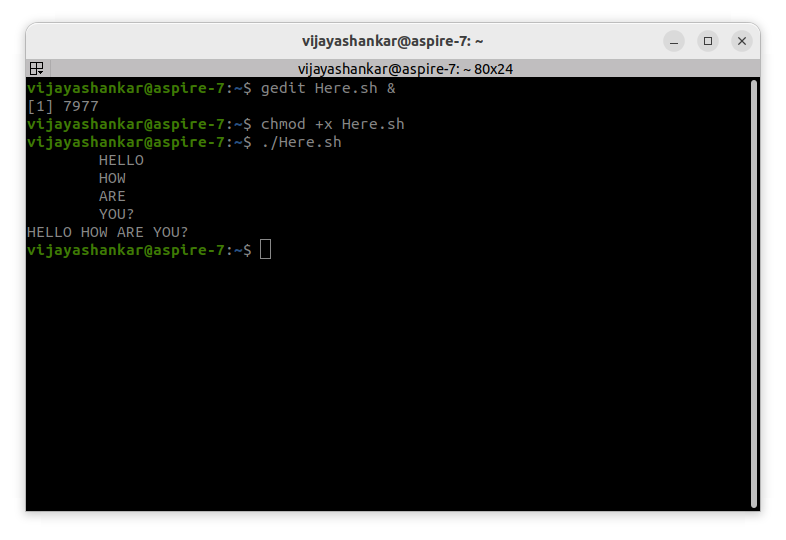 vijayashankar@aspire-7: ~
vijayashankar@aspire-7: ~ 80x24
vijayashankar@aspire-7:~$ gedit Here.sh &
[1] 7977
vijayashankar@aspire-7:~$ chmod +x Here.sh
vijayashankar@aspire-7:~$ ./Here.sh
        HELLO
        HOW
        ARE
        YOU?
HELLO HOW ARE YOU?
vijayashankar@aspire-7:~$